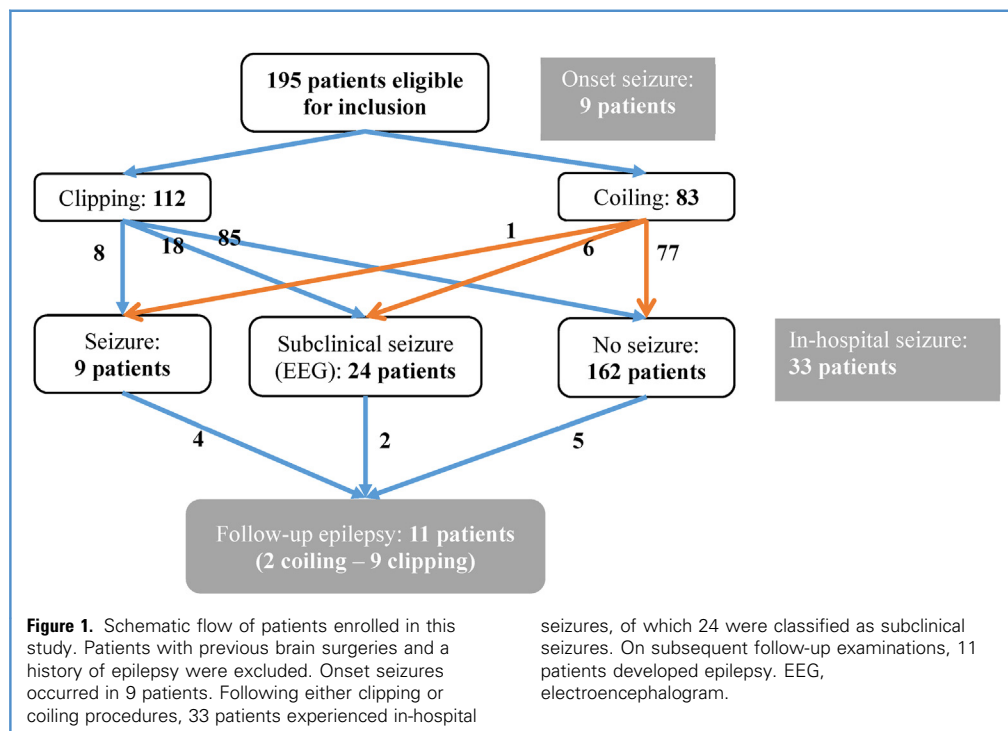 195 patients eligible
for inclusion
Onset seizure:
9 patients
Clipping: 112
Coiling: 83
8
18
85
1
6
77
Seizure:
9 patients
Subclinical seizure
(EEG): 24 patients
No seizure:
162 patients
In-hospital seizure:
33 patients
4
2
5
Follow-up epilepsy: 11 patients
(2 coiling – 9 clipping)
Figure 1. Schematic flow of patients enrolled in this
study. Patients with previous brain surgeries and a
history of epilepsy were excluded. Onset seizures
occurred in 9 patients. Following either clipping or
coiling procedures, 33 patients experienced in-hospital
seizures, of which 24 were classified as subclinical
seizures. On subsequent follow-up examinations, 11
patients developed epilepsy. EEG,
electroencephalogram.